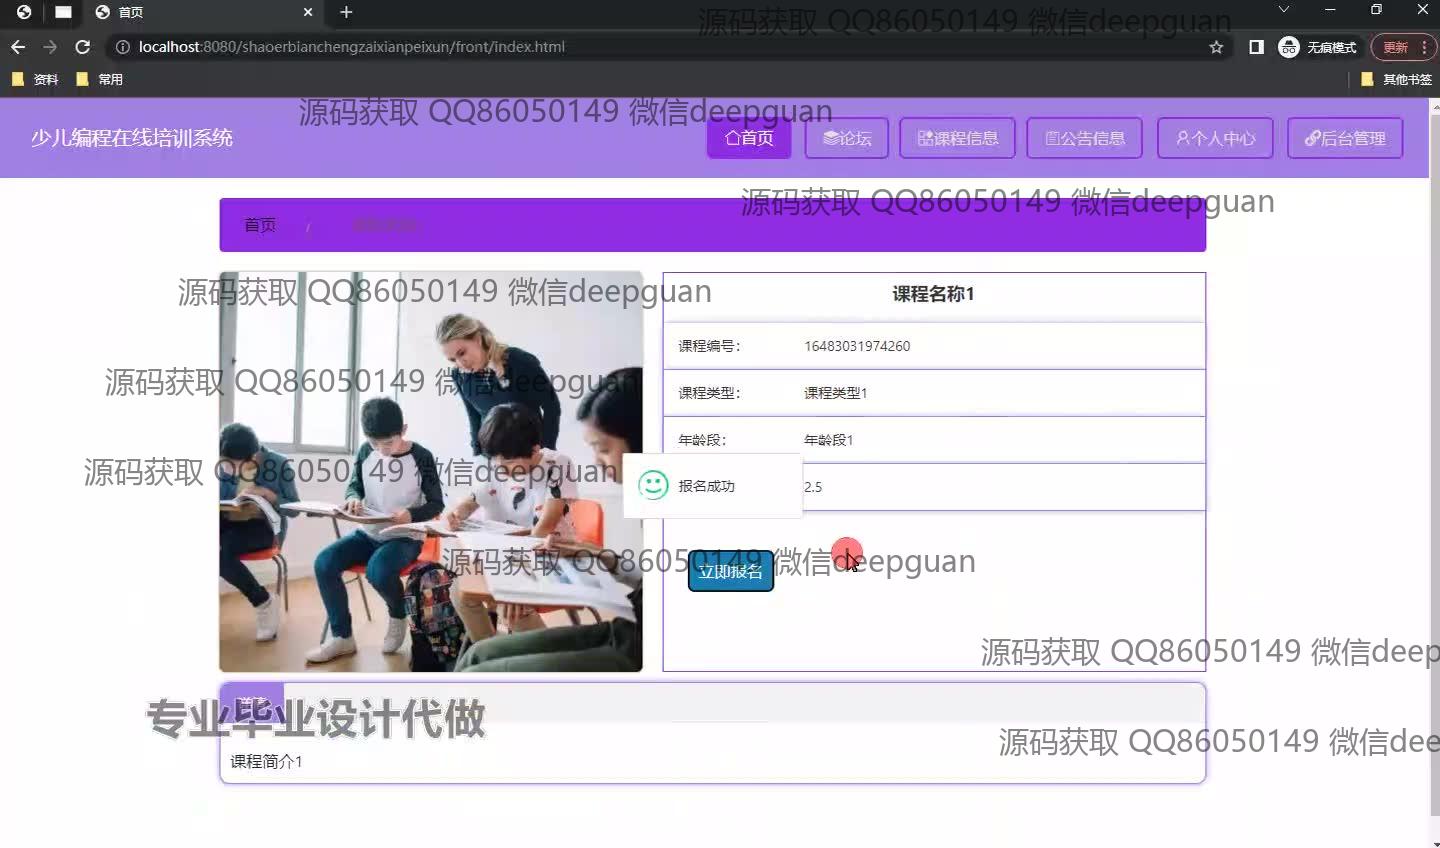 首页
源码获取 QQ86050149 微信deepguan
localhost:8080/shaoerbianchengzaixianpeixun/front/index.html
无痕模式
更新
资料
常用
其他书签
源码获取 QQ86050149 微信deepguan
少儿编程在线培训系统
首页
论坛
课程信息
公告信息
个人中心
后台管理
源码获取 QQ86050149 微信deepguan
首页 /
源码获取 QQ86050149 微信deepguan
课程名称1
课程编号： 16483031974260
源码获取 QQ86050149 微信deepguan
课程类型： 课程类型1
年龄段： 年龄段1
源码获取 QQ86050149 微信deepguan
报名成功
2.5
源码获取 QQ86050149 微信deepguan
立即报名
源码获取 QQ86050149 微信deep
专业毕业设计代做
源码获取 QQ86050149 微信dee
课程简介1